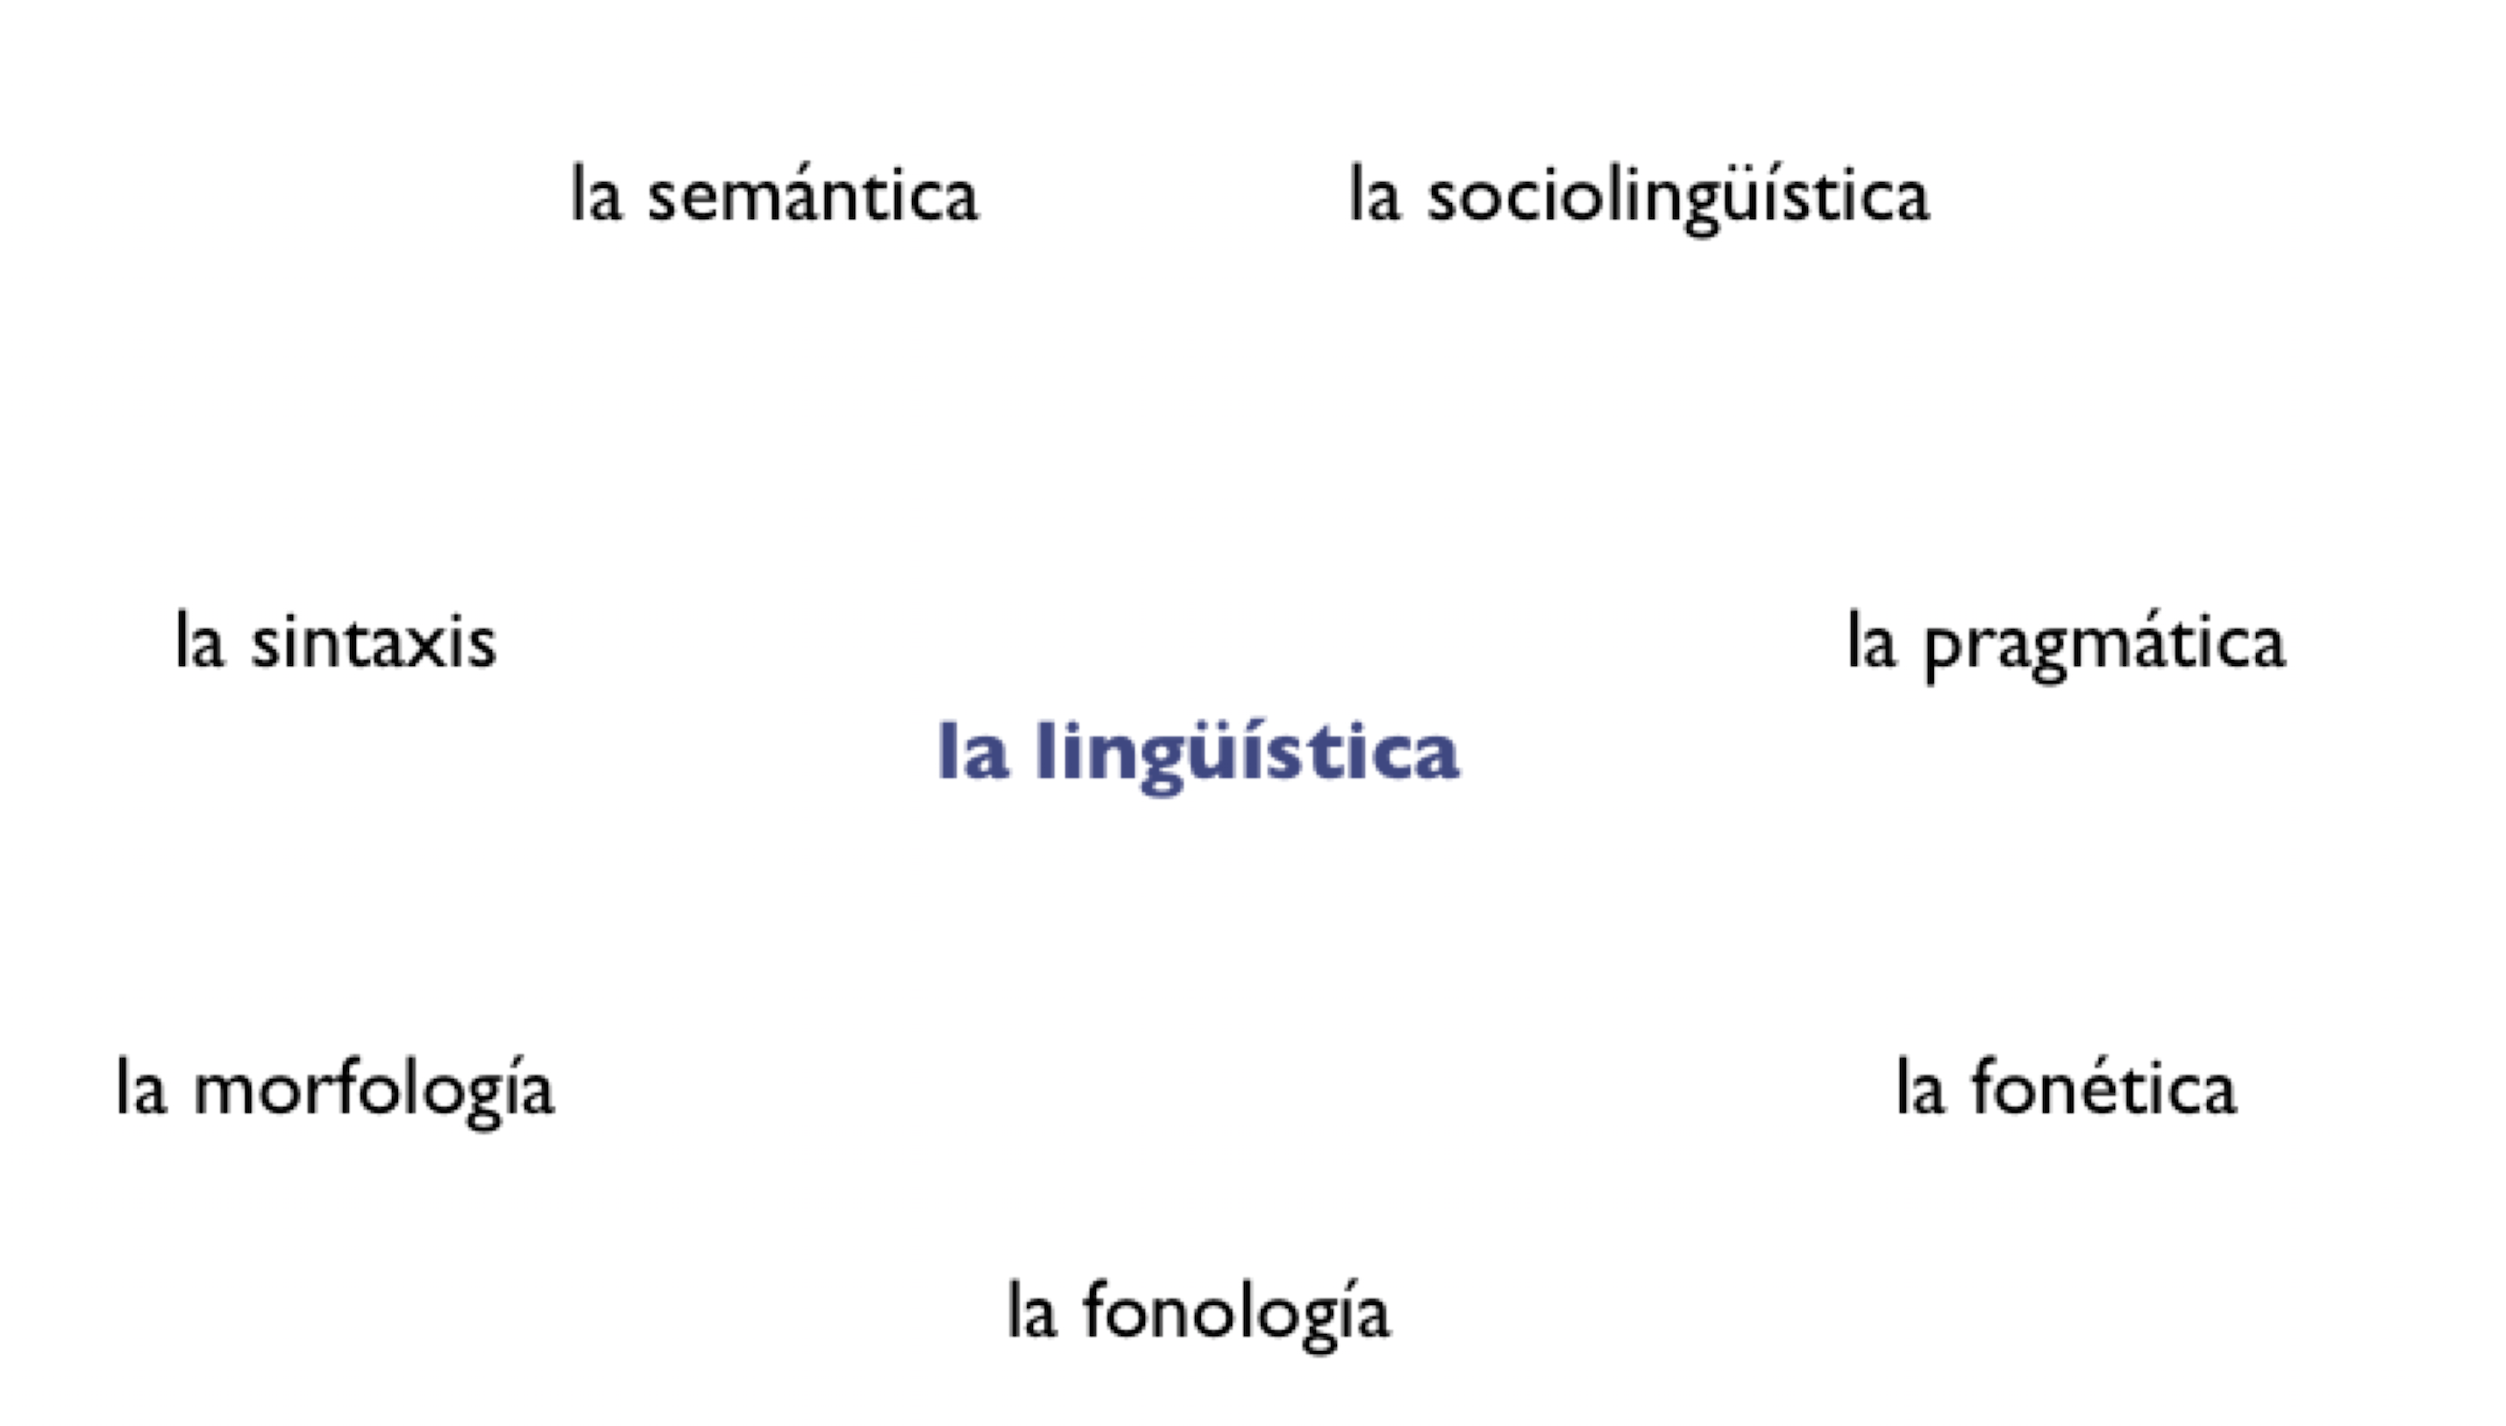 la semántica
la sociolingüística
la sintaxis
la pragmática
la lingüística
la morfología
la fonética
la fonología